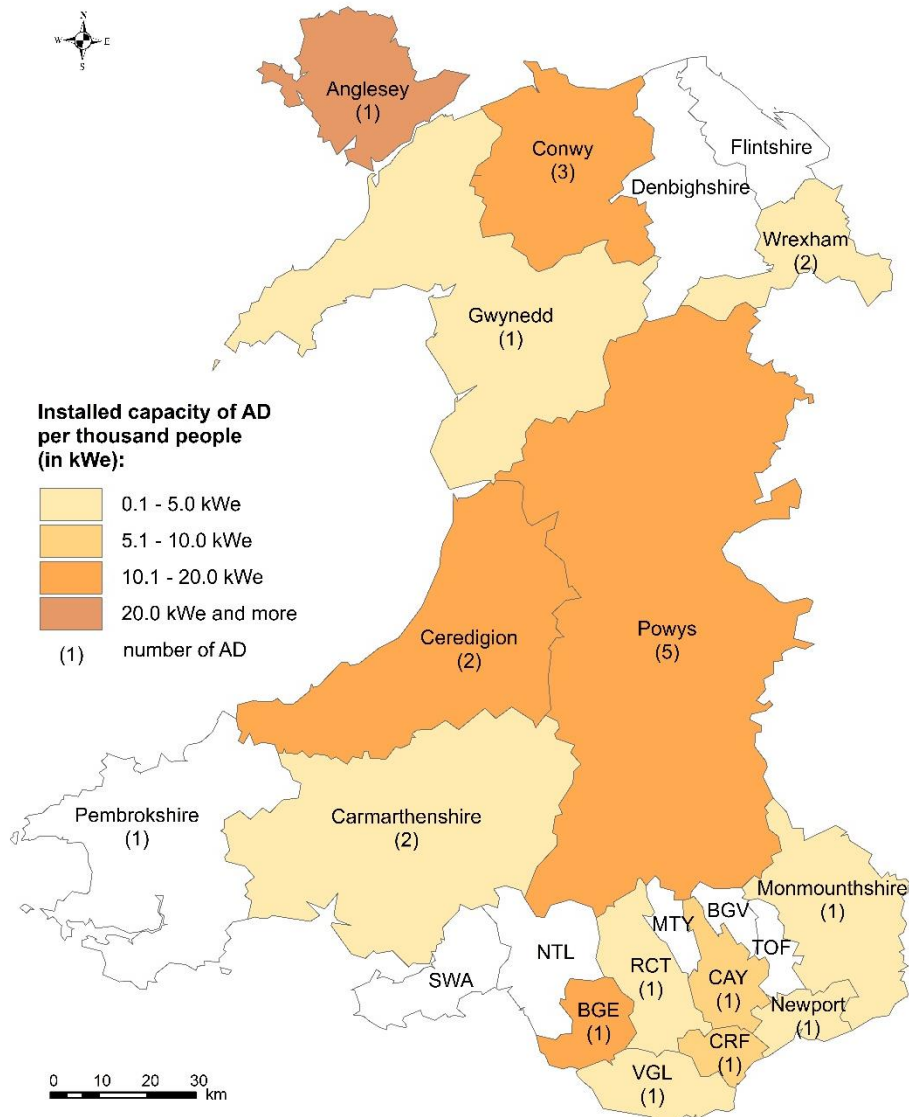 N
W E
S
Anglesey
(1)
Conwy
(3)
Flintshire
Denbighshire
Wrexham
(2)
Gwynedd
(1)
Installed capacity of AD
per thousand people
(in kWe):
0.1 - 5.0 kWe
5.1 - 10.0 kWe
10.1 - 20.0 kWe
20.0 kWe and more
(1) number of AD
Ceredigion
(2)
Powys
(5)
Pembrokshire
(1)
Carmarthenshire
(2)
Monmounthshire
(1)
MTY
BGV
TOF
NTL
SWA
RCT
(1)
CAY
(1)
Newport
(1)
BGE
(1)
CRF
(1)
VGL
(1)
0 10 20 30
km